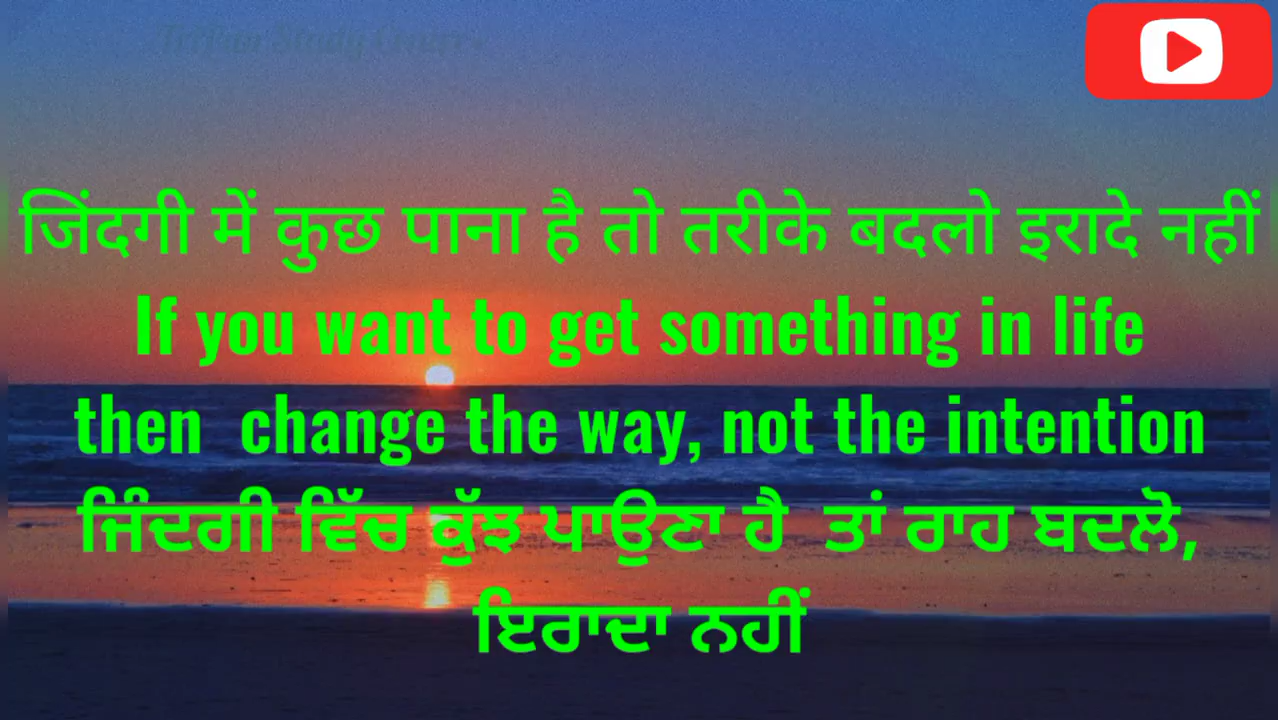 जिंदगी में कुछ पाना है तो तरीके बदलो इरादे नहीं
If you want to get something in life
then change the way, not the intention
ਜਿੰਦਗੀ ਵਿੱਚ ਕੁੱਝ ਪਾਉਣਾ ਹੈ ਤਾਂ ਰਾਹ ਬਦਲੋ,
ਇਰਾਦਾ ਨਹੀਂ